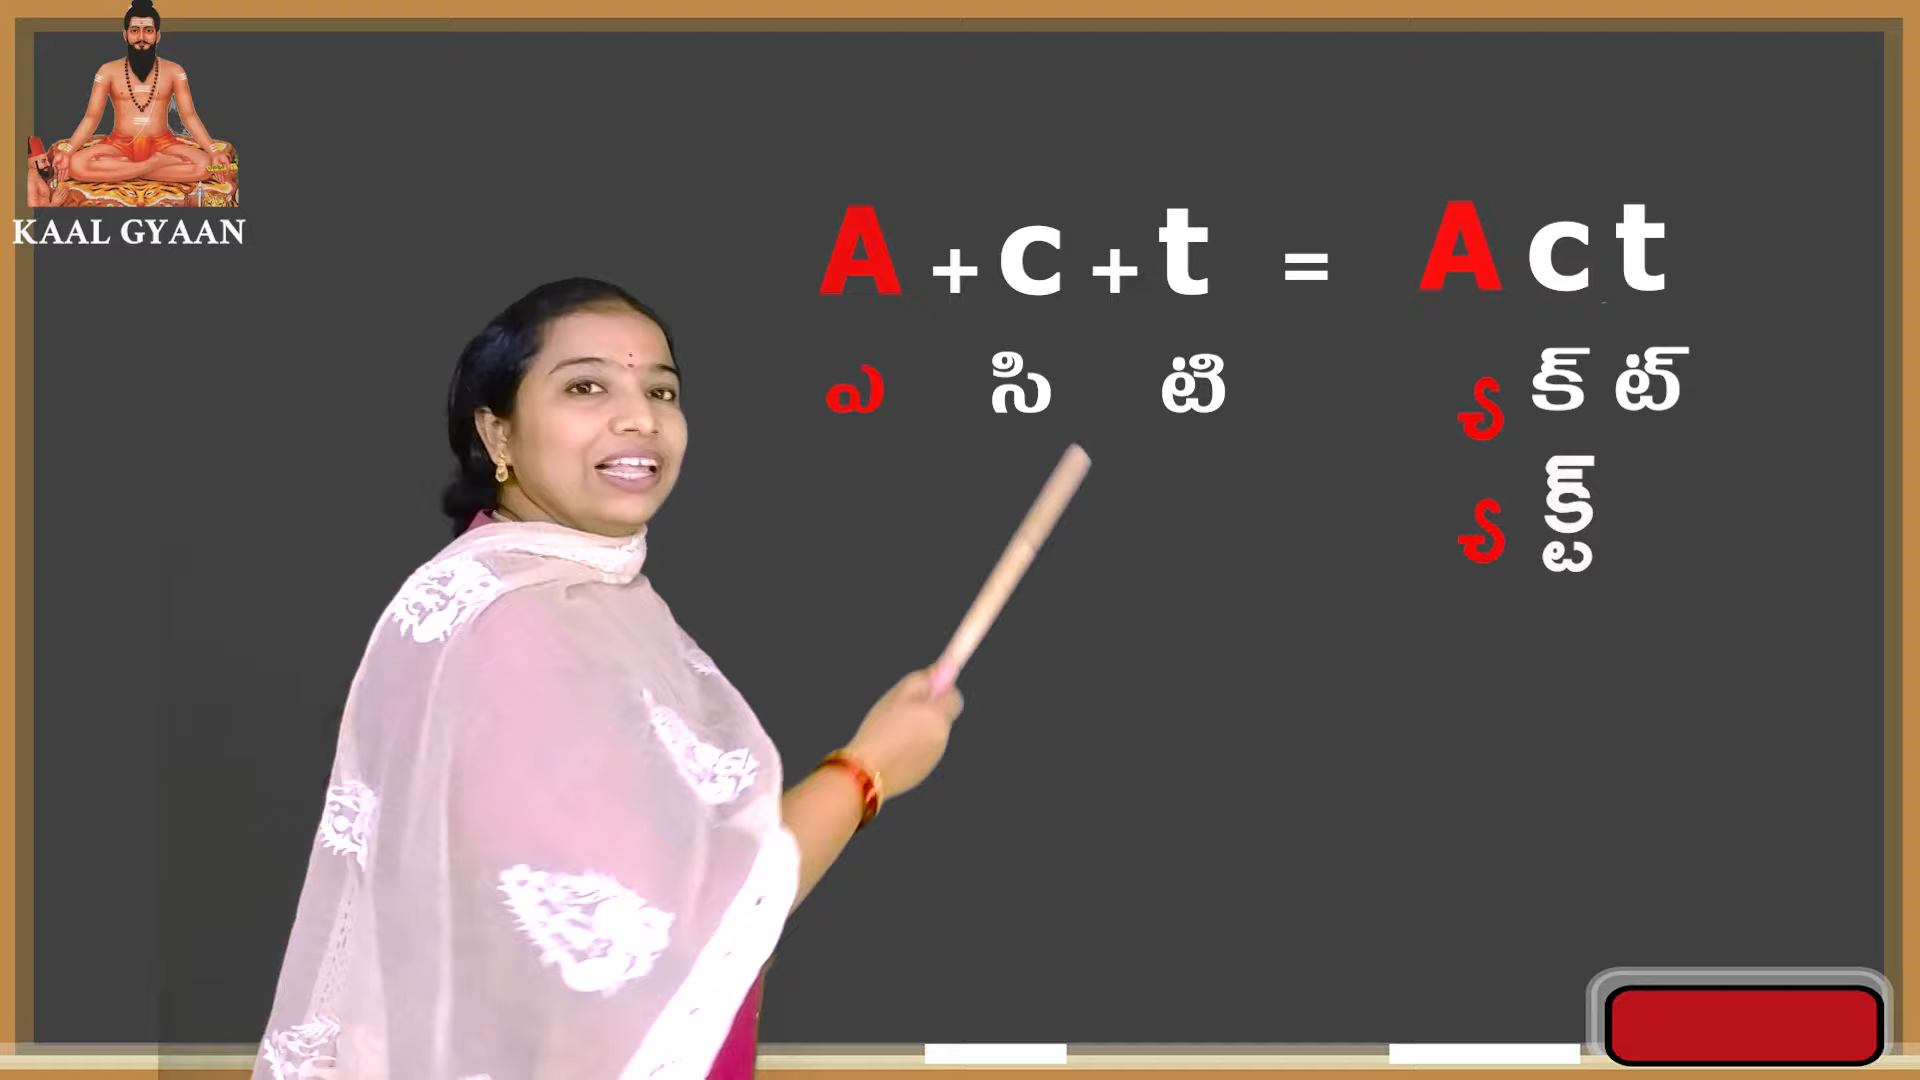 KAAL GYAAN
A + c + t = Act
ఎ సి టి ్య క్ ట్
్య క్ట్